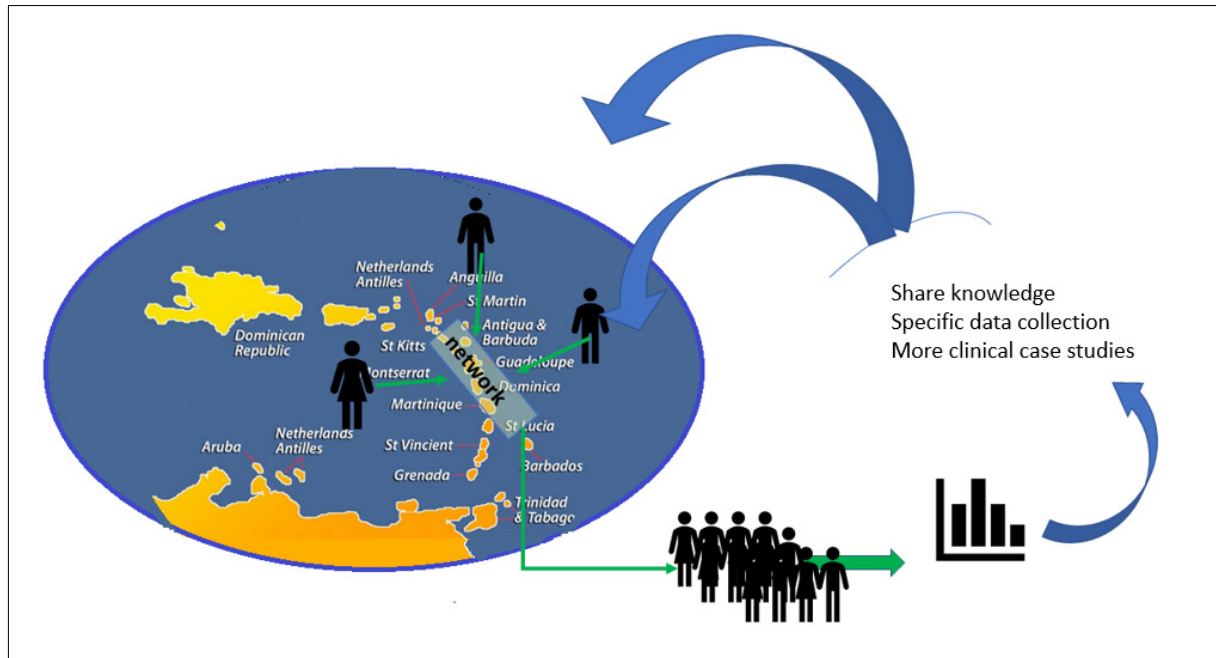 Netherlands
Antilles
Anguilla
St Martin
Antigua &
Barbuda
Dominican
Republic
St Kitts
network
Guadeloupe
Montserrat
Dominica
Martinique
St Lucia
Netherlands
Antilles
Aruba
St Vincient
Barbados
Grenada
Trinidad
& Tabago
Share knowledge
Specific data collection
More clinical case studies